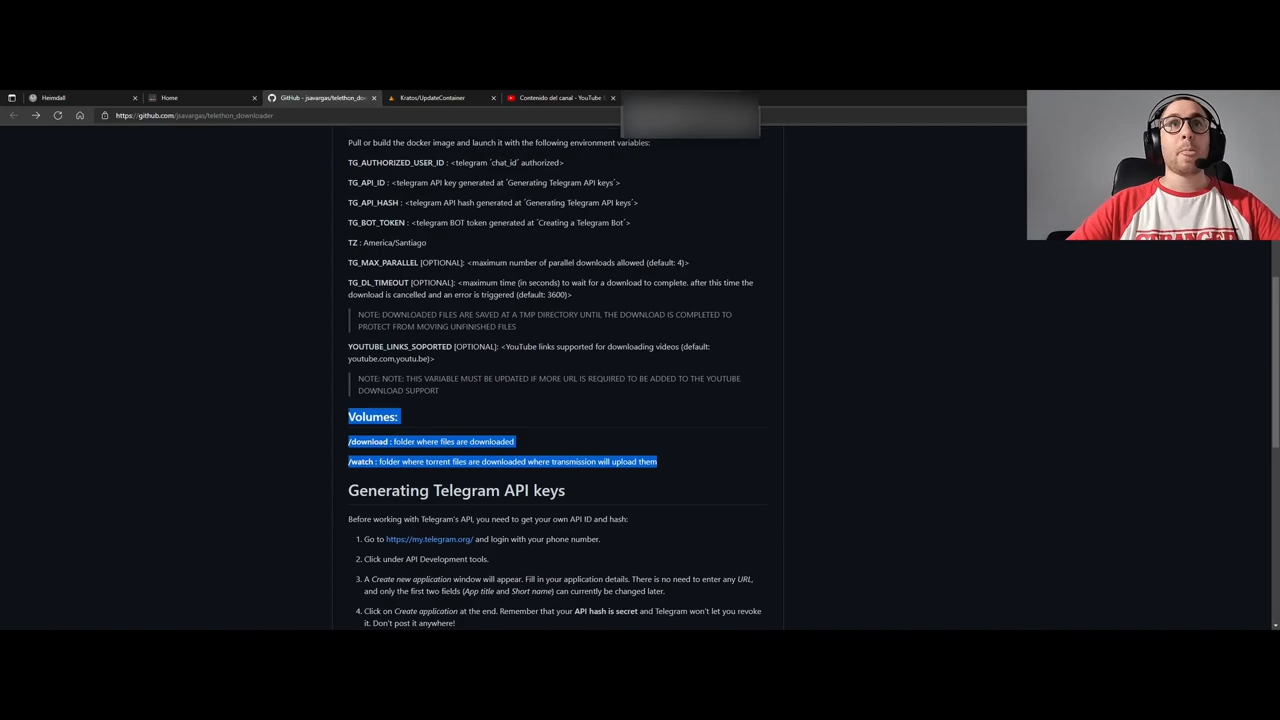 Heimdall
Home
GitHub - jsavargas/telethon_do
Kratos/UpdateContainer
Contenido del canal - YouTube
https://github.com/jsavargas/telethon_downloader
Pull or build the docker image and launch it with the following environment variables:
TG_AUTHORIZED_USER_ID : <telegram ´chat_id´ authorized>
TG_API_ID : <telegram API key generated at ´Generating Telegram API keys´>
TG_API_HASH : <telegram API hash generated at ´Generating Telegram API keys´>
TG_BOT_TOKEN : <telegram BOT token generated at ´Creating a Telegram Bot´>
TZ : America/Santiago
TG_MAX_PARALLEL [OPTIONAL]: <maximum number of parallel downloads allowed (default: 4)>
TG_DL_TIMEOUT [OPTIONAL]: <maximum time (in seconds) to wait for a download to complete. after this time the
download is cancelled and an error is triggered (default: 3600)>
NOTE: DOWNLOADED FILES ARE SAVED AT A TMP DIRECTORY UNTIL THE DOWNLOAD IS COMPLETED TO
PROTECT FROM MOVING UNFINISHED FILES
YOUTUBE_LINKS_SOPORTED [OPTIONAL]: <YouTube links supported for downloading videos (default:
youtube.com,youtu.be)>
NOTE: NOTE: THIS VARIABLE MUST BE UPDATED IF MORE URL IS REQUIRED TO BE ADDED TO THE YOUTUBE
DOWNLOAD SUPPORT
Volumes:
/download : folder where files are downloaded
/watch : folder where torrent files are downloaded where transmission will upload them
Generating Telegram API keys
Before working with Telegram's API, you need to get your own API ID and hash:
1. Go to https://my.telegram.org/ and login with your phone number.
2. Click under API Development tools.
3. A Create new application window will appear. Fill in your application details. There is no need to enter any URL,
and only the first two fields (App title and Short name) can currently be changed later.
4. Click on Create application at the end. Remember that your API hash is secret and Telegram won't let you revoke
it. Don't post it anywhere!